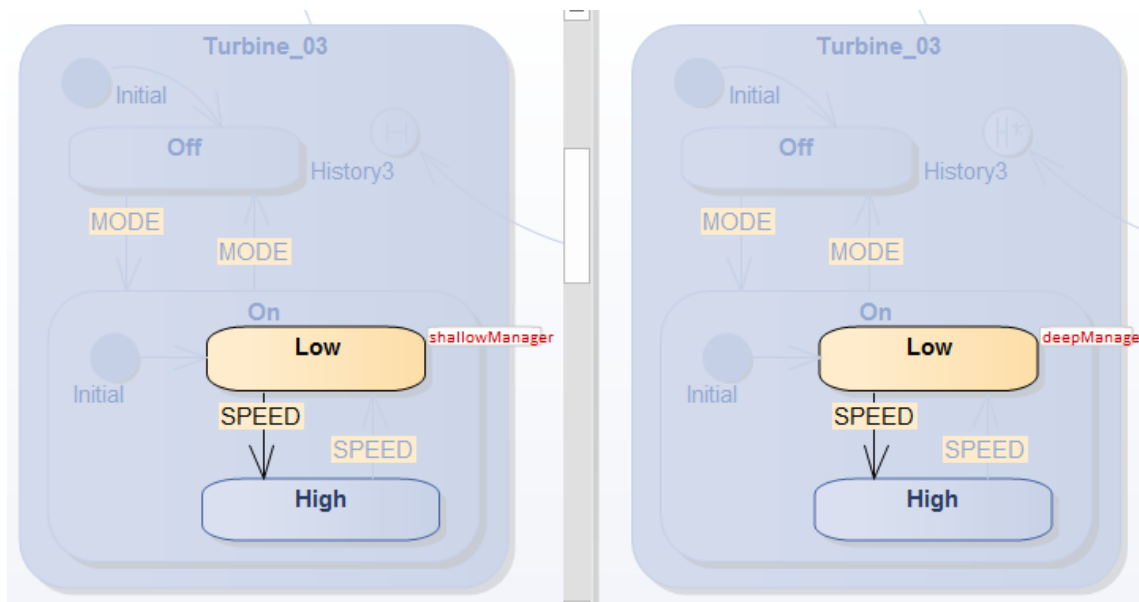 Turbine_03
Initial
Off
H
History3
MODE
MODE
On
Low
shallowManager
Initial
SPEED
SPEED
High
Turbine_03
Initial
Off
H*
History3
MODE
MODE
On
Low
deepManage
Initial
SPEED
SPEED
High